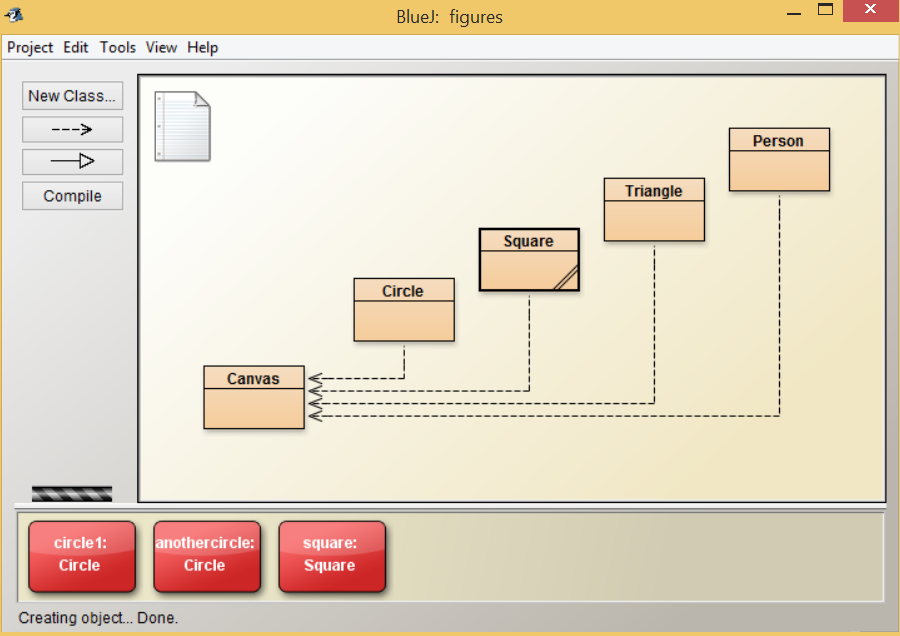 BlueJ: figures
Project Edit Tools View Help
New Class...
Compile
Person
Triangle
Square
Circle
Canvas
circle1:
Circle
anothercircle:
Circle
square:
Square
Creating object... Done.